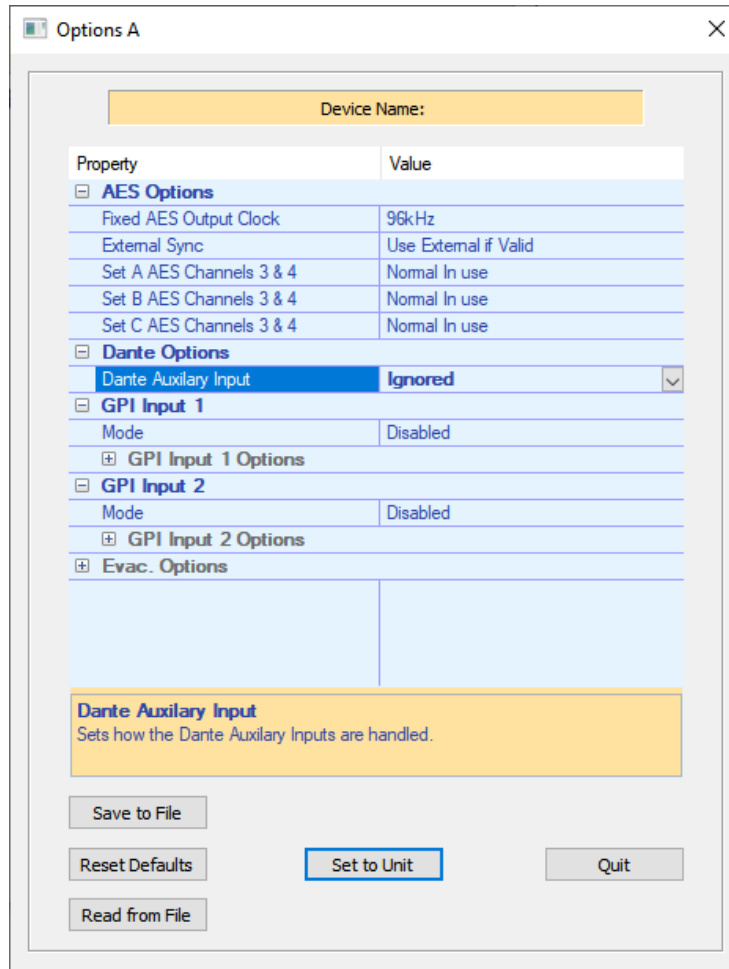 Options A
Device Name:
Property Value
AES Options
Fixed AES Output Clock 96kHz
External Sync Use External if Valid
Set A AES Channels 3 & 4 Normal In use
Set B AES Channels 3 & 4 Normal In use
Set C AES Channels 3 & 4 Normal In use
Dante Options
Dante Auxilary Input Ignored
GPI Input 1
Mode Disabled
GPI Input 1 Options
GPI Input 2
Mode Disabled
GPI Input 2 Options
Evac. Options
Dante Auxilary Input
Sets how the Dante Auxilary Inputs are handled.
Save to File
Reset Defaults Set to Unit Quit
Read from File